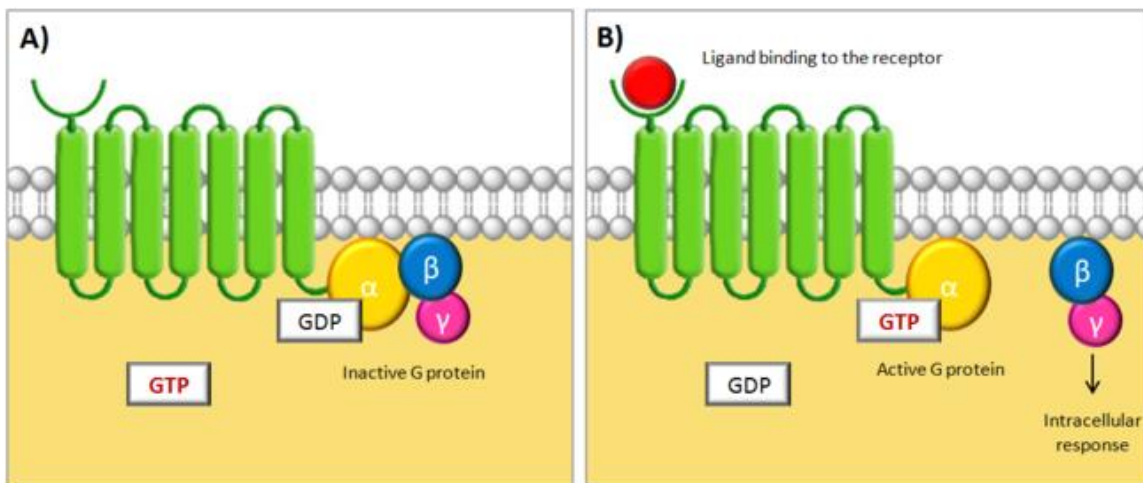 A)
α
β
γ
GDP
Inactive G protein
GTP
B)
Ligand binding to the receptor
α
β
γ
GTP
Active G protein
GDP
Intracellular
response